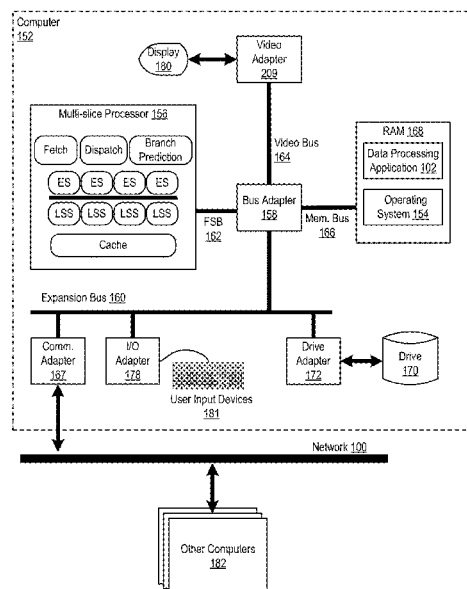 Computer
152
Display
180
Video
Adapter
209
Multi-slice Processor 156
Fetch
Dispatch
Branch
Prediction
ES
ES
ES
ES
LSS
LSS
LSS
LSS
Cache
Video Bus
164
RAM 168
Data Processing
Application 102
Operating
System 154
Bus Adapter
158
FSB
162
Mem. Bus
166
Expansion Bus 160
Comm.
Adapter
167
I/O
Adapter
178
User Input Devices
181
Drive
Adapter
172
Drive
170
Network 100
Other Computers
182